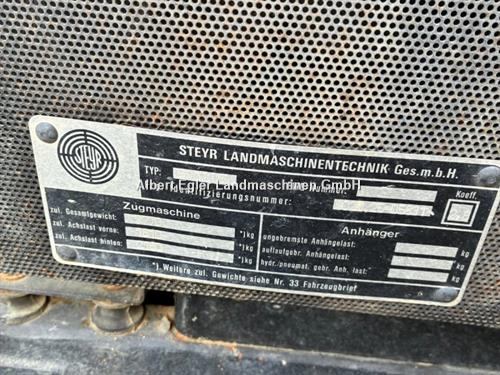 STEYR
STEYR LANDMASCHINENTECHNIK Ges.m.b.H.
TYP:
Albert Egler Landmaschinen GmbH
Identifizierungsnummer:
Koeff.
Zugmaschine
zul. Gesamtgewicht: *)kg
zul. Achslast vorne: *)kg
zul. Achslast hinten: *)kg
Anhänger
ungebremste Anhängelast: kg
auflaufgebr. Anhängelast: kg
hydr./pneumat. gebr. Anh. last: kg
*) Weitere zul. Gewichte siehe Nr. 33 Fahrzeugbrief